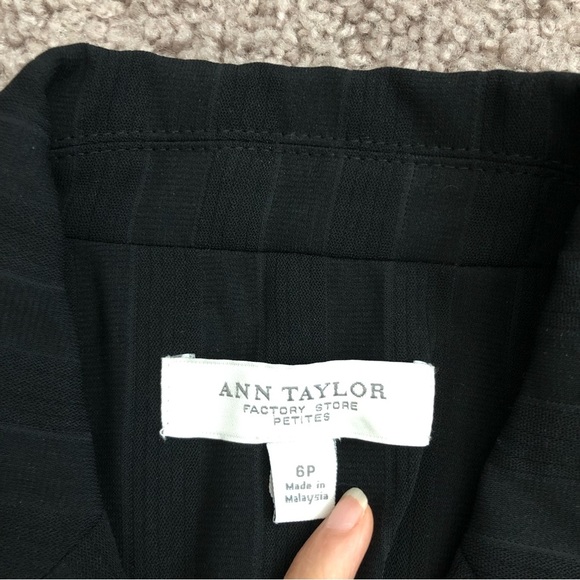 ANN TAYLOR
FACTORY STORE
PETITES
6P
Made in
Malaysia